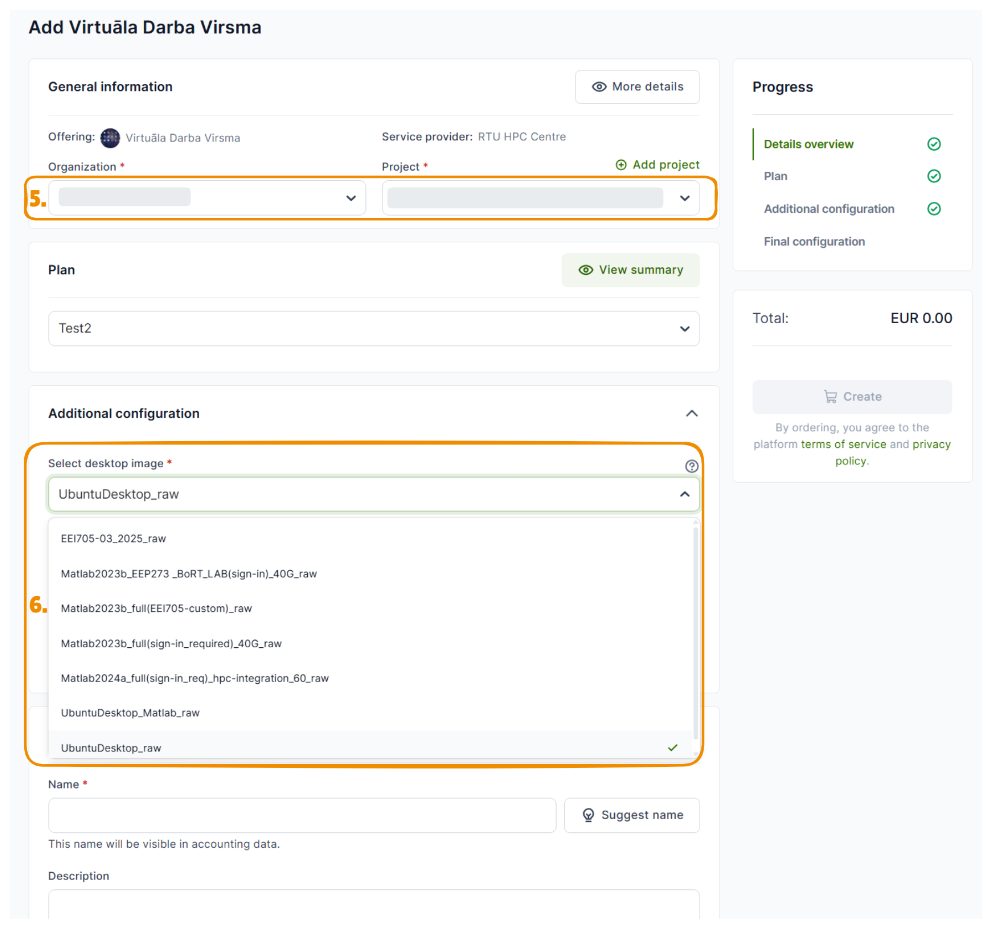 Add Virtuāla Darba Virsma
General information
More details
Offering: Virtuāla Darba Virsma
Service provider: RTU HPC Centre
Organization *
Project *
Add project
5.
Plan
View summary
Test2
Additional configuration
6.
Select desktop image *
UbuntuDesktop_raw
EEI705-03_2025_raw
Matlab2023b_EEP273 _BoRT_LAB(sign-in)_40G_raw
Matlab2023b_full(EEI705-custom)_raw
Matlab2023b_full(sign-in_required)_40G_raw
Matlab2024a_full(sign-in_req)_hpc-integration_60_raw
UbuntuDesktop_Matlab_raw
UbuntuDesktop_raw
Name *
Suggest name
This name will be visible in accounting data.
Description
Progress
Details overview
Plan
Additional configuration
Final configuration
Total: EUR 0.00
Create
By ordering, you agree to the
platform terms of service and privacy
policy.